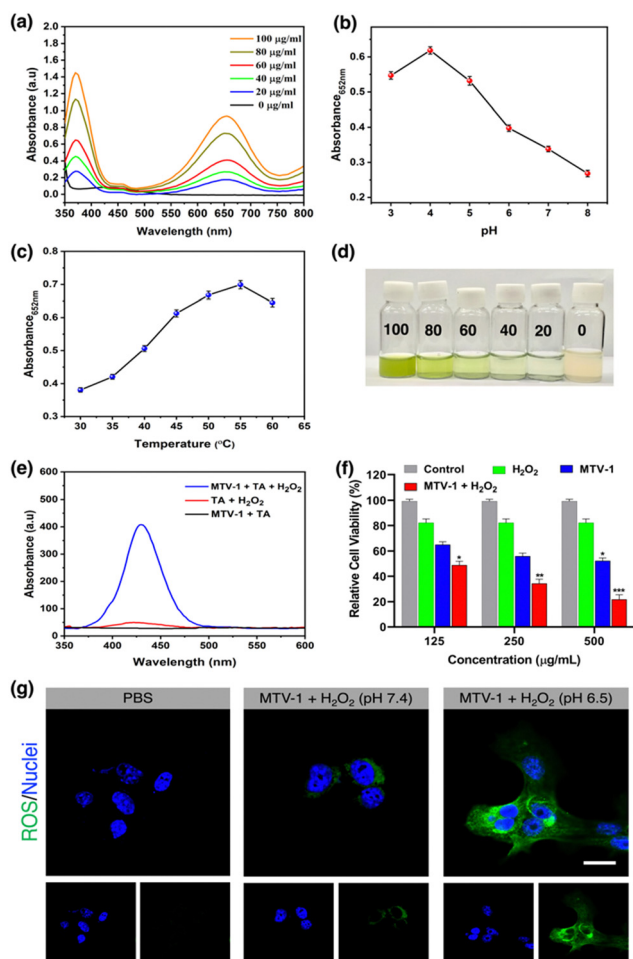 (a)
2.0
1.8
1.6
1.4
1.2
1.0
0.8
0.6
0.4
0.2
0.0
Absorbance (a.u)
100 μg/ml
80 μg/ml
60 μg/ml
40 μg/ml
20 μg/ml
0 μg/ml
350 400 450 500 550 600 650 700 750 800
Wavelength (nm)
(b)
0.6
0.5
0.4
0.3
0.2
Absorbance652nm
3 4 5 6 7 8
pH
(c)
0.8
0.7
0.6
0.5
0.4
0.3
Absorbance652nm
30 35 40 45 50 55 60 65
Temperature (°C)
(d)
100 80 60 40 20 0
(e)
600
500
400
300
200
100
0
Absorbance (a.u)
MTV-1 + TA + H2O2
TA + H2O2
MTV-1 + TA
350 400 450 500 550 600
Wavelength (nm)
(f)
Control H2O2 MTV-1
MTV-1 + H2O2
120
100
80
60
40
20
0
Relative Cell Viability (%)
*
**
*
***
125 250 500
Concentration (μg/mL)
(g)
PBS MTV-1 + H2O2 (pH 7.4) MTV-1 + H2O2 (pH 6.5)
ROS/Nuclei